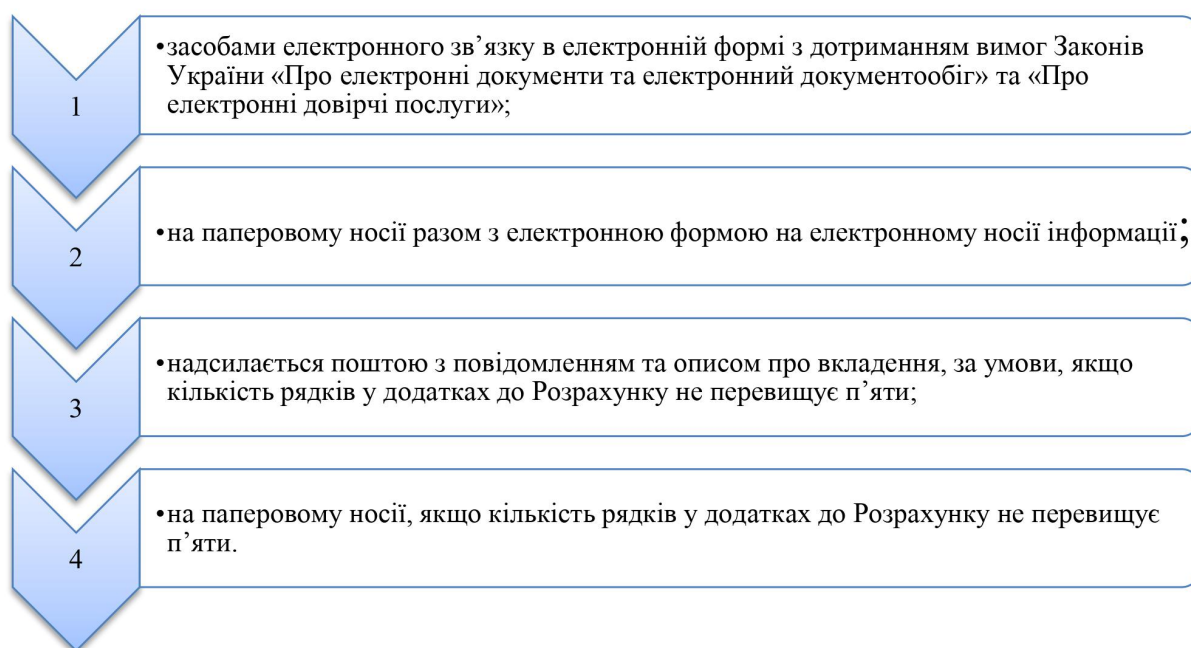 1
•засобами електронного зв’язку в електронній формі з дотриманням вимог Законів
України «Про електронні документи та електронний документообіг» та «Про
електронні довірчі послуги»;
2
•на паперовому носії разом з електронною формою на електронному носії інформації;
3
•надсилається поштою з повідомленням та описом про вкладення, за умови, якщо
кількість рядків у додатках до Розрахунку не перевищує п’яти;
4
•на паперовому носії, якщо кількість рядків у додатках до Розрахунку не перевищує
п’яти.